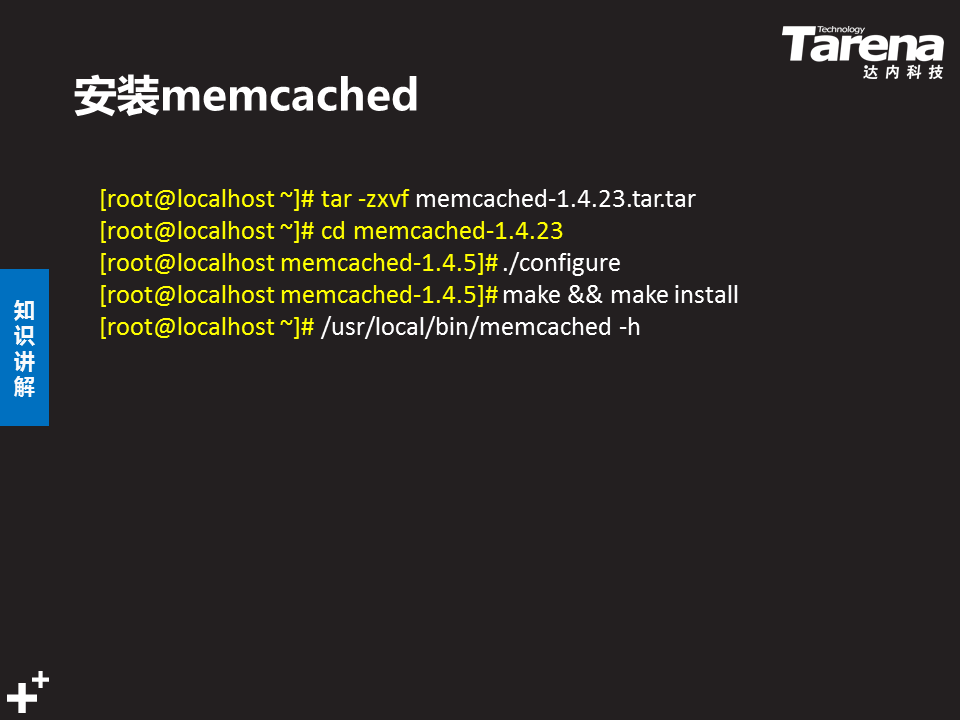 Technology
Tarena
达内科技
安装memcached
[root@localhost ~]# tar -zxvf memcached-1.4.23.tar.tar
[root@localhost ~]# cd memcached-1.4.23
[root@localhost memcached-1.4.5]# ./configure
[root@localhost memcached-1.4.5]# make && make install
[root@localhost ~]# /usr/local/bin/memcached -h
知识讲解